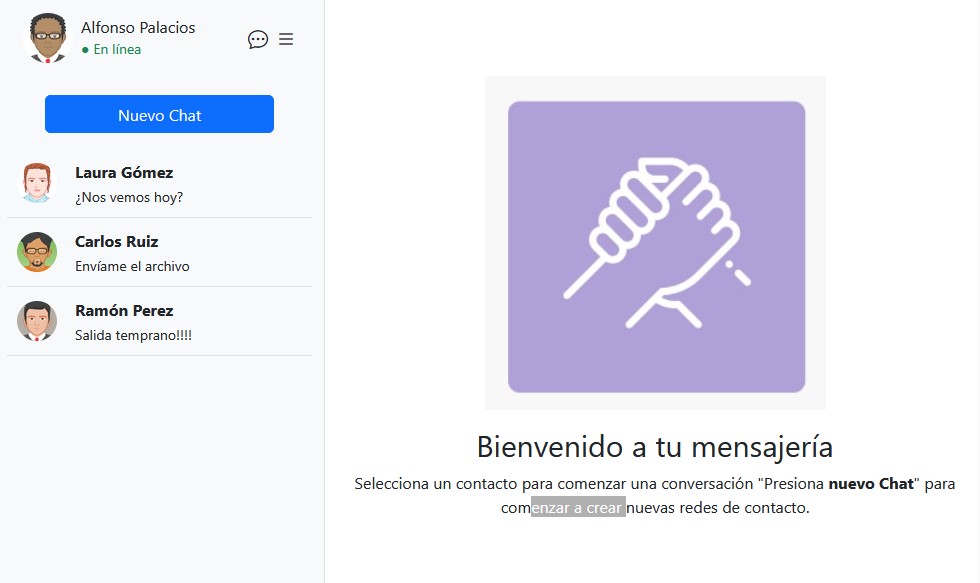 Alfonso Palacios
● En línea
Nuevo Chat
Laura Gómez
¿Nos vemos hoy?
Carlos Ruiz
Envíame el archivo
Ramón Perez
Salida temprano!!!!
Bienvenido a tu mensajería
Selecciona un contacto para comenzar una conversación "Presiona nuevo Chat" para
comenzar a crear nuevas redes de contacto.